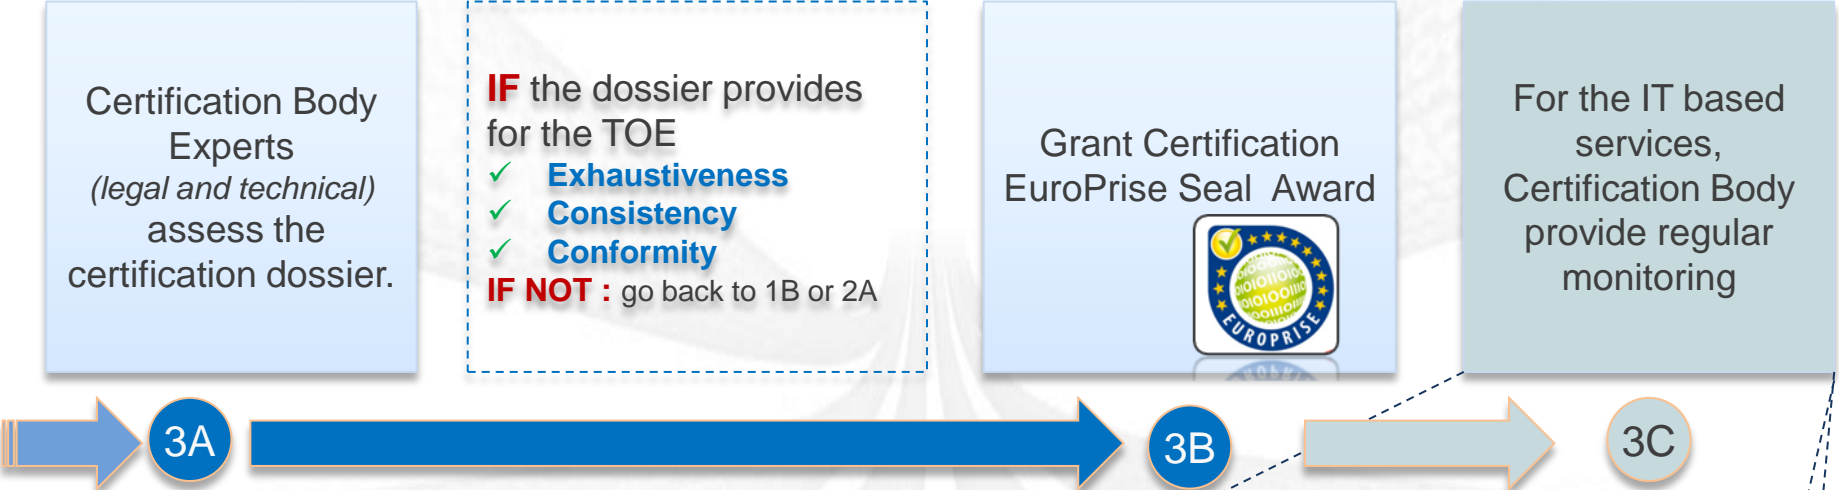 Certification Body
Experts
(legal and technical)
assess the
certification dossier.
IF the dossier provides
for the TOE
✓ Exhaustiveness
✓ Consistency
✓ Conformity
IF NOT : go back to 1B or 2A
Grant Certification
EuroPrise Seal Award
EUROPRISE
For the IT based
services,
Certification Body
provide regular
monitoring
3A
3B
3C